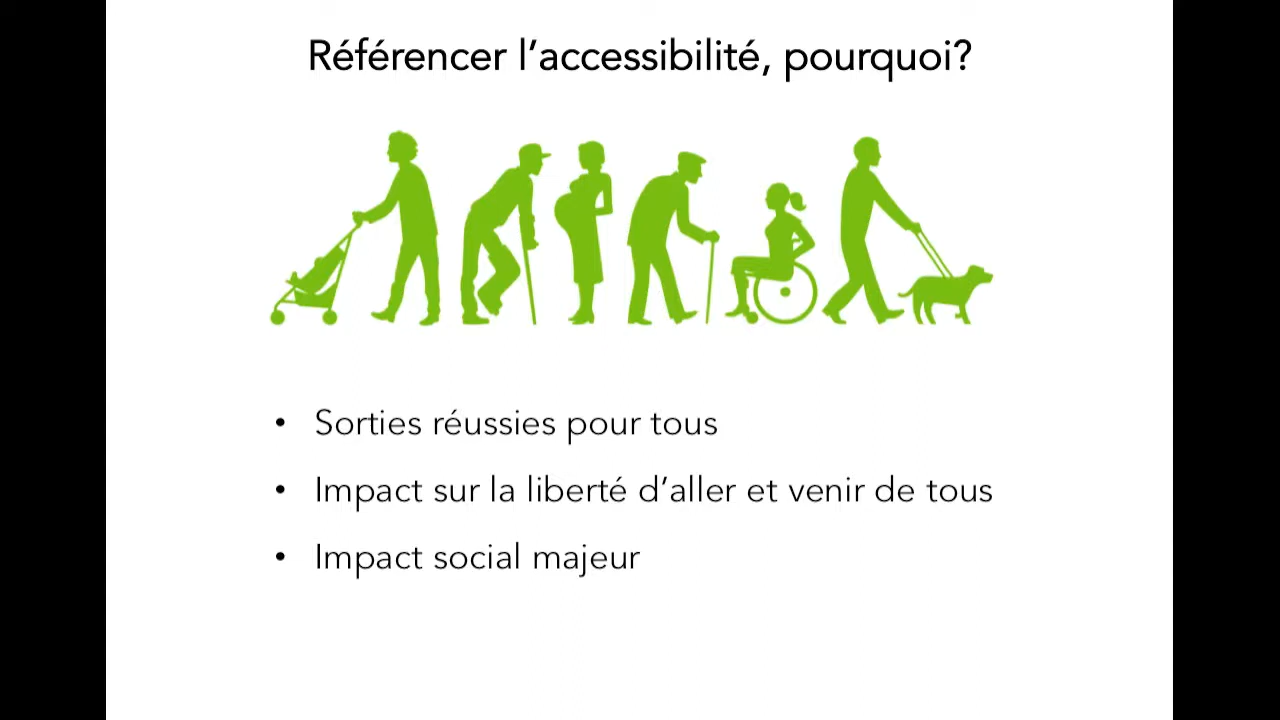 Référencer l’accessibilité, pourquoi?
• Sorties réussies pour tous
• Impact sur la liberté d’aller et venir de tous
• Impact social majeur